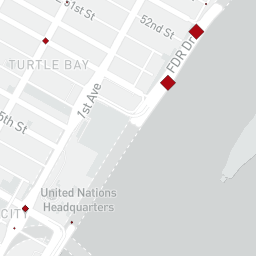 51st St
52nd St
FDR Dr
TURTLE BAY
1st Ave
5th St
United Nations
Headquarters
CITY